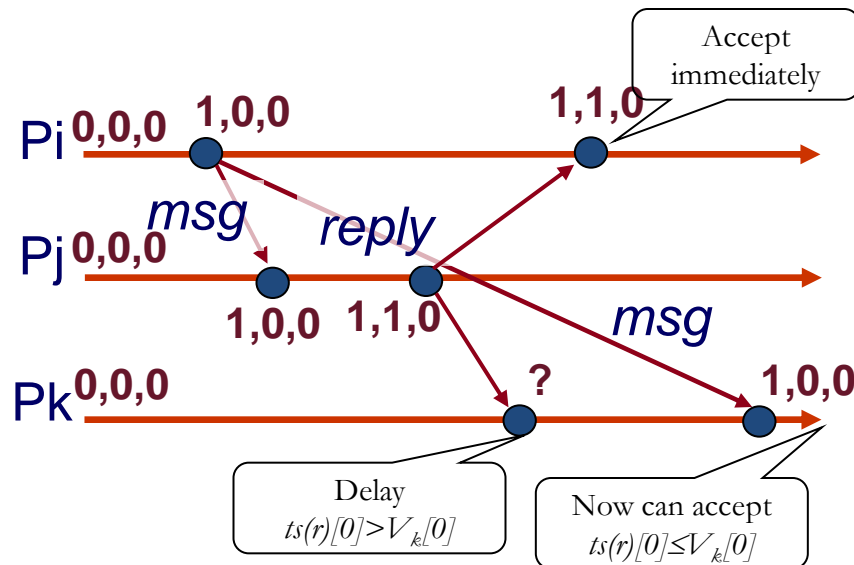 Accept
immediately
Pi 0,0,0
1,0,0
1,1,0
msg
reply
Pj 0,0,0
1,0,0
1,1,0
msg
Pk 0,0,0
?
1,0,0
Delay
ts(r)[0]>Vk[0]
Now can accept
ts(r)[0]≤Vk[0]